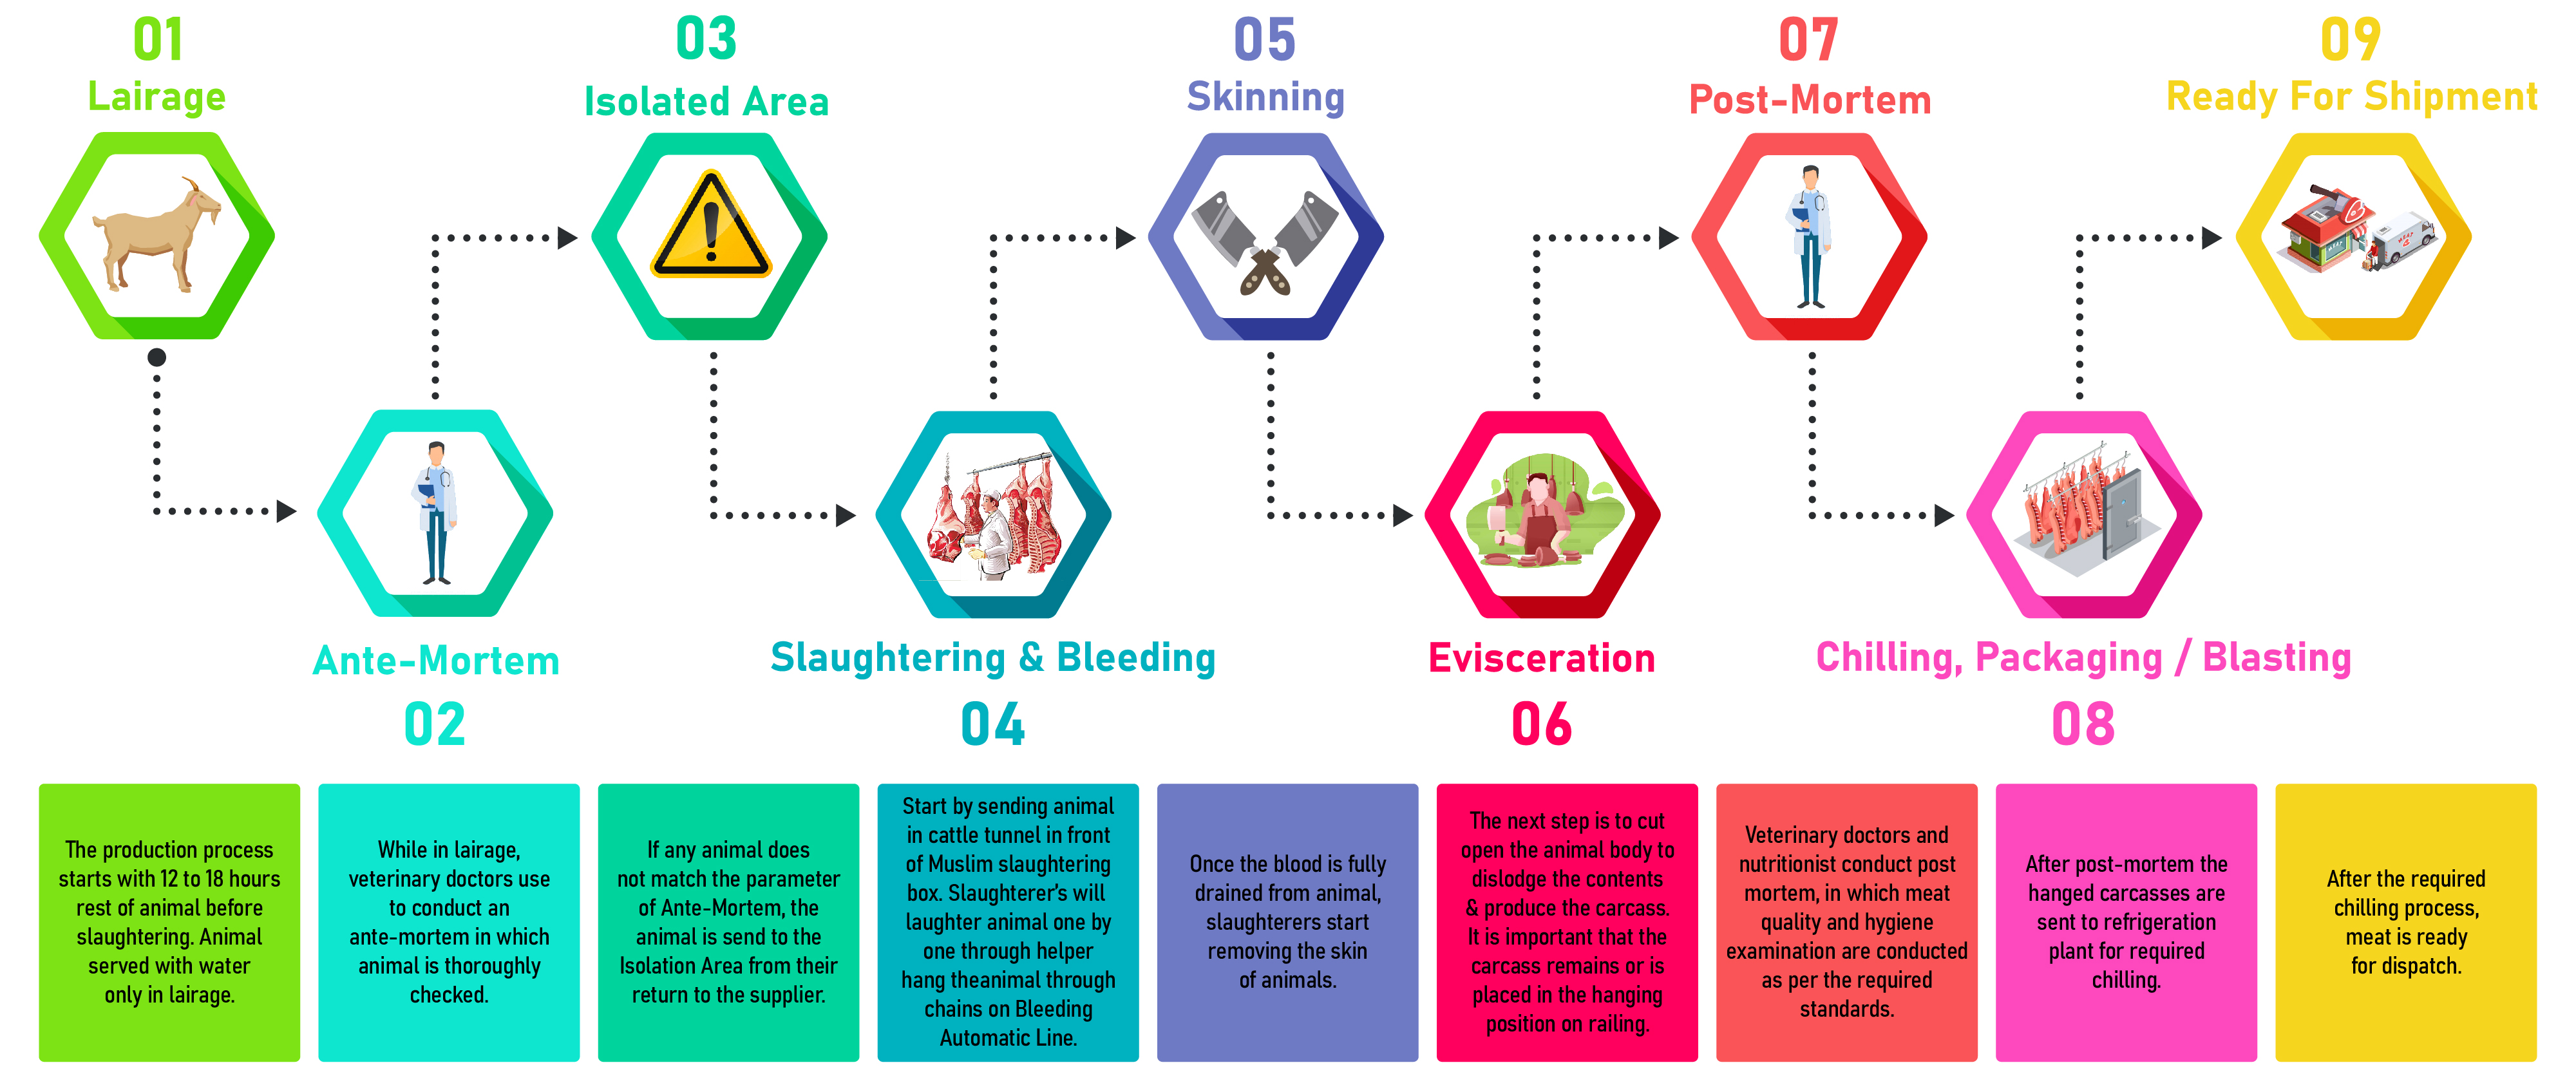 01
Lairage
03
Isolated Area
05
Skinning
07
Post-Mortem
09
Ready For Shipment
Ante-Mortem
02
Slaughtering & Bleeding
04
Evisceration
06
Chilling, Packaging / Blasting
08
The production process
starts with 12 to 18 hours
rest of animal before
slaughtering. Animal
served with water
only in lairage.
While in lairage,
veterinary doctors use
to conduct an
ante-mortem in which
animal is thoroughly
checked.
If any animal does
not match the parameter
of Ante-Mortem, the
animal is send to the
Isolation Area from their
return to the supplier.
Start by sending animal
in cattle tunnel in front
of Muslim slaughtering
box. Slaughterer's will
laughter animal one by
one through helper
hang theanimal through
chains on Bleeding
Automatic Line.
Once the blood is fully
drained from animal,
slaughterers start
removing the skin
of animals.
The next step is to cut
open the animal body to
dislodge the contents
& produce the carcass.
It is important that the
carcass remains or is
placed in the hanging
position on railing.
Veterinary doctors and
nutritionist conduct post
mortem, in which meat
quality and hygiene
examination are conducted
as per the required
standards.
After post-mortem the
hanged carcasses are
sent to refrigeration
plant for required
chilling.
After the required
chilling process,
meat is ready
for dispatch.